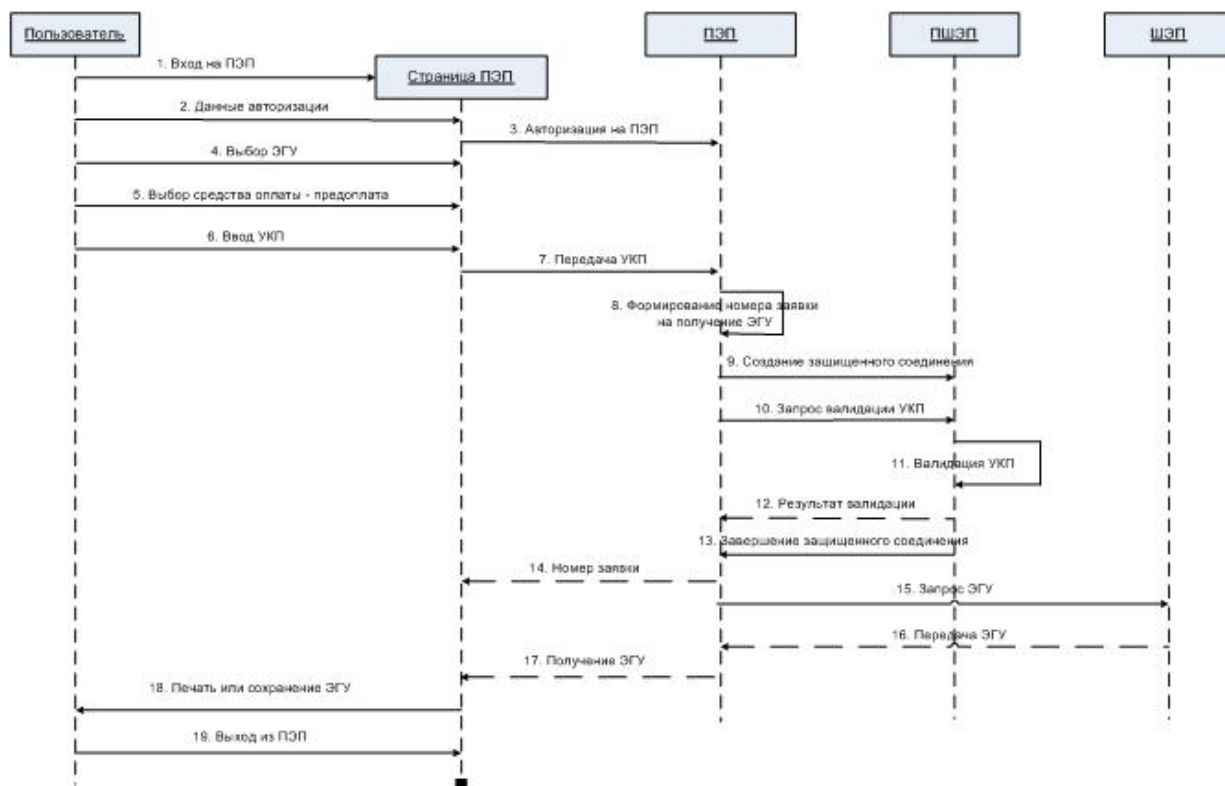 Пользователь
ПЭП
ПШЭП
ШЭП
1. Вход на ПЭП
Страница ПЭП
2. Данные авторизации
3. Авторизация на ПЭП
4. Выбор ЭГУ
5. Выбор средства оплаты - предоплата
6. Ввод УКП
7. Передача УКП
8. Формирование номера заявки
на получение ЭГУ
9. Создание защищенного соединения
10. Запрос валидации УКП
11. Валидация УКП
12. Результат валидации
13. Завершение защищенного соединения
14. Номер заявки
15. Запрос ЭГУ
16. Передача ЭГУ
17. Получение ЭГУ
18. Печать или сохранение ЭГУ
19. Выход из ПЭП